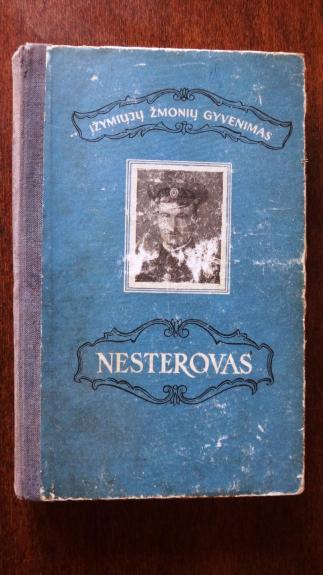 ĮŽYMIŲJŲ ŽMONIŲ GYVENIMAS
NESTEROVAS